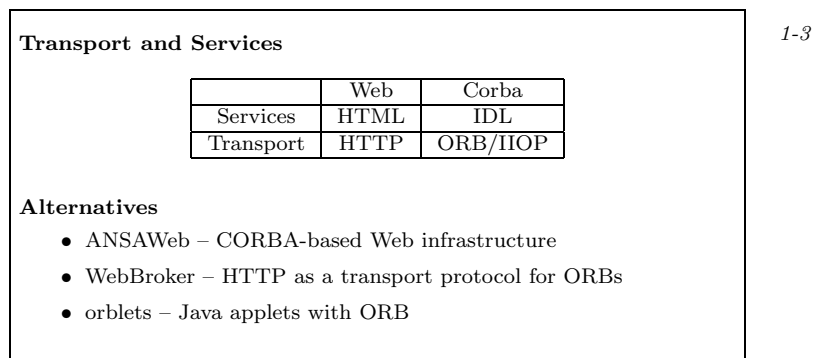 Transport and Services
1-3
Web Corba
Services HTML IDL
Transport HTTP ORB/IIOP
Alternatives
• ANSAWeb – CORBA-based Web infrastructure
• WebBroker – HTTP as a transport protocol for ORBs
• orblets – Java applets with ORB